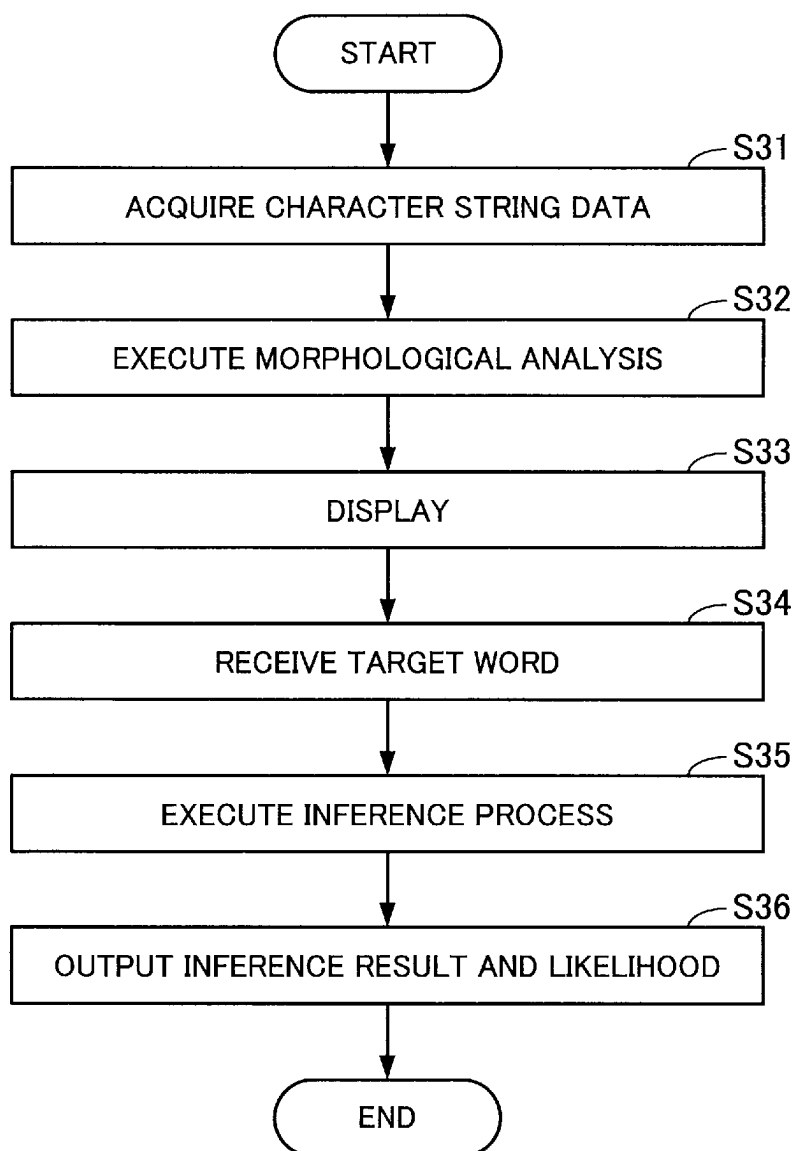 START
S31
ACQUIRE CHARACTER STRING DATA
S32
EXECUTE MORPHOLOGICAL ANALYSIS
S33
DISPLAY
S34
RECEIVE TARGET WORD
S35
EXECUTE INFERENCE PROCESS
S36
OUTPUT INFERENCE RESULT AND LIKELIHOOD
END